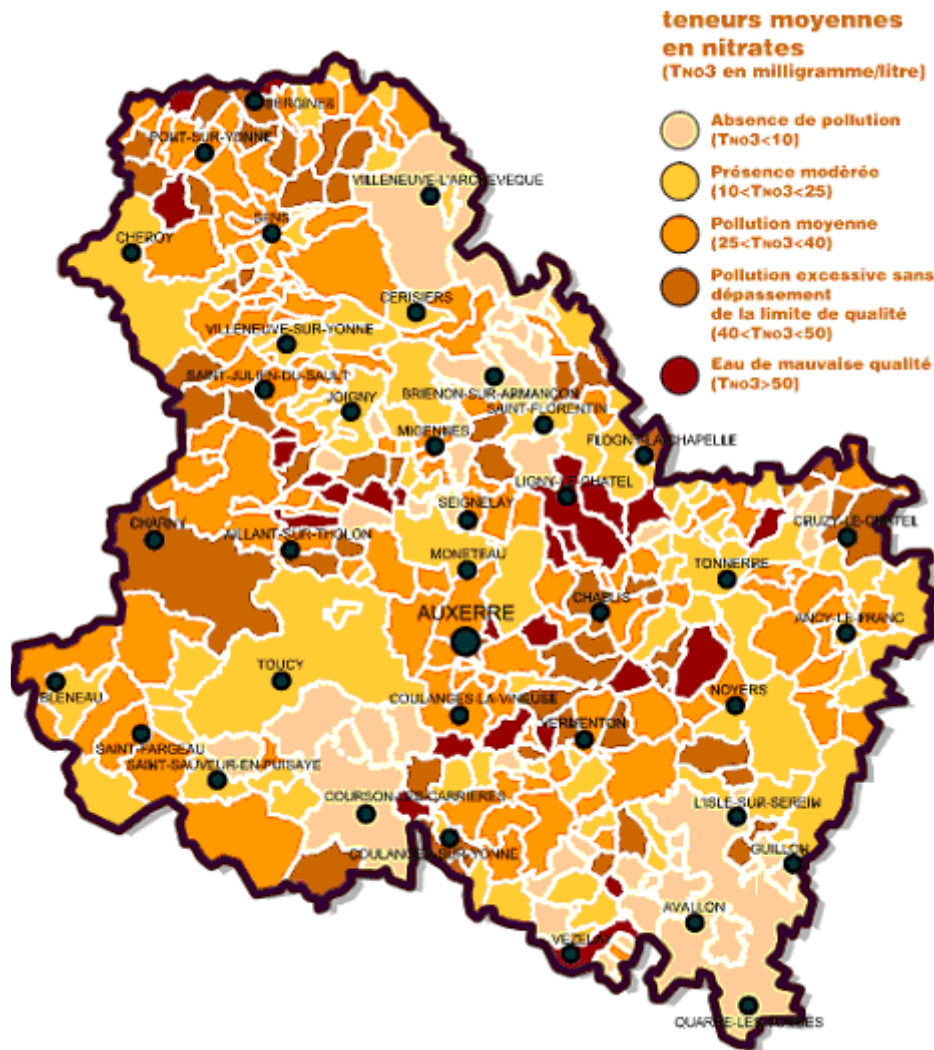 teneurs moyennes
en nitrates
(TNO3 en milligramme/litre)
Absence de pollution
(TNO3<10)
Présence modèrée
(10<TNO3<25)
Pollution moyenne
(25<TNO3<40)
Pollution excessive sans
dépassement
de la limite de qualité
(40<TNO3<50)
Eau de mauvaise qualité
(TNO3>50)
SERGINES
PONT-SUR-YONNE
VILLENEUVE-L'ARCHEVEQUE
SENS
CHEROY
CERISIERS
VILLENEUVE-SUR-YONNE
SAINT-JULIEN-DU-SAULT
BRIENON-SUR-ARMANCON
JOIGNY
SAINT-FLORENTIN
MIGENNES
FLOGNY-LA-CHAPELLE
LIGNY-LE-CHATEL
SEIGNELAY
CHARNY
CRUZY-LE-CHATEL
AILLANT-SUR-THOLON
MONETEAU
TONNERRE
CHABLIS
AUXERRE
ANCY-LE-FRANC
TOUCY
BLENEAU
COULANGES-LA-VINEUSE
NOYERS
VERMENTON
SAINT-FARGEAU
SAINT-SAUVEUR-EN-PUISAYE
COURSON-LES-CARRIERES
L'ISLE-SUR-SEREIN
COULANGES-SUR-YONNE
GUILLON
AVALLON
VEZELAY
QUARRE-LES-TOMBES